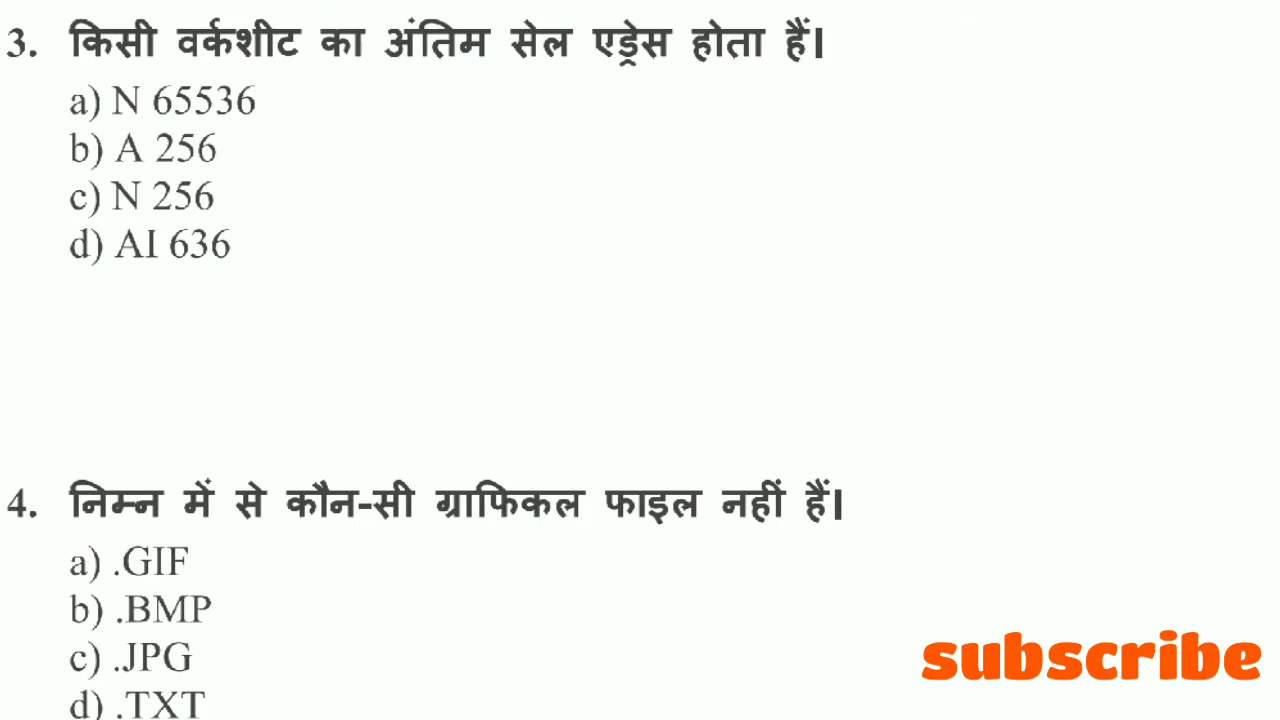 3. किसी वर्कशीट का अंतिम सेल एड्रेस होता हैं।
a) N 65536
b) A 256
c) N 256
d) AI 636
4. निम्न में से कौन-सी ग्राफिकल फाइल नहीं हैं।
a) .GIF
b) .BMP
c) .JPG
d) .TXT
subscribe